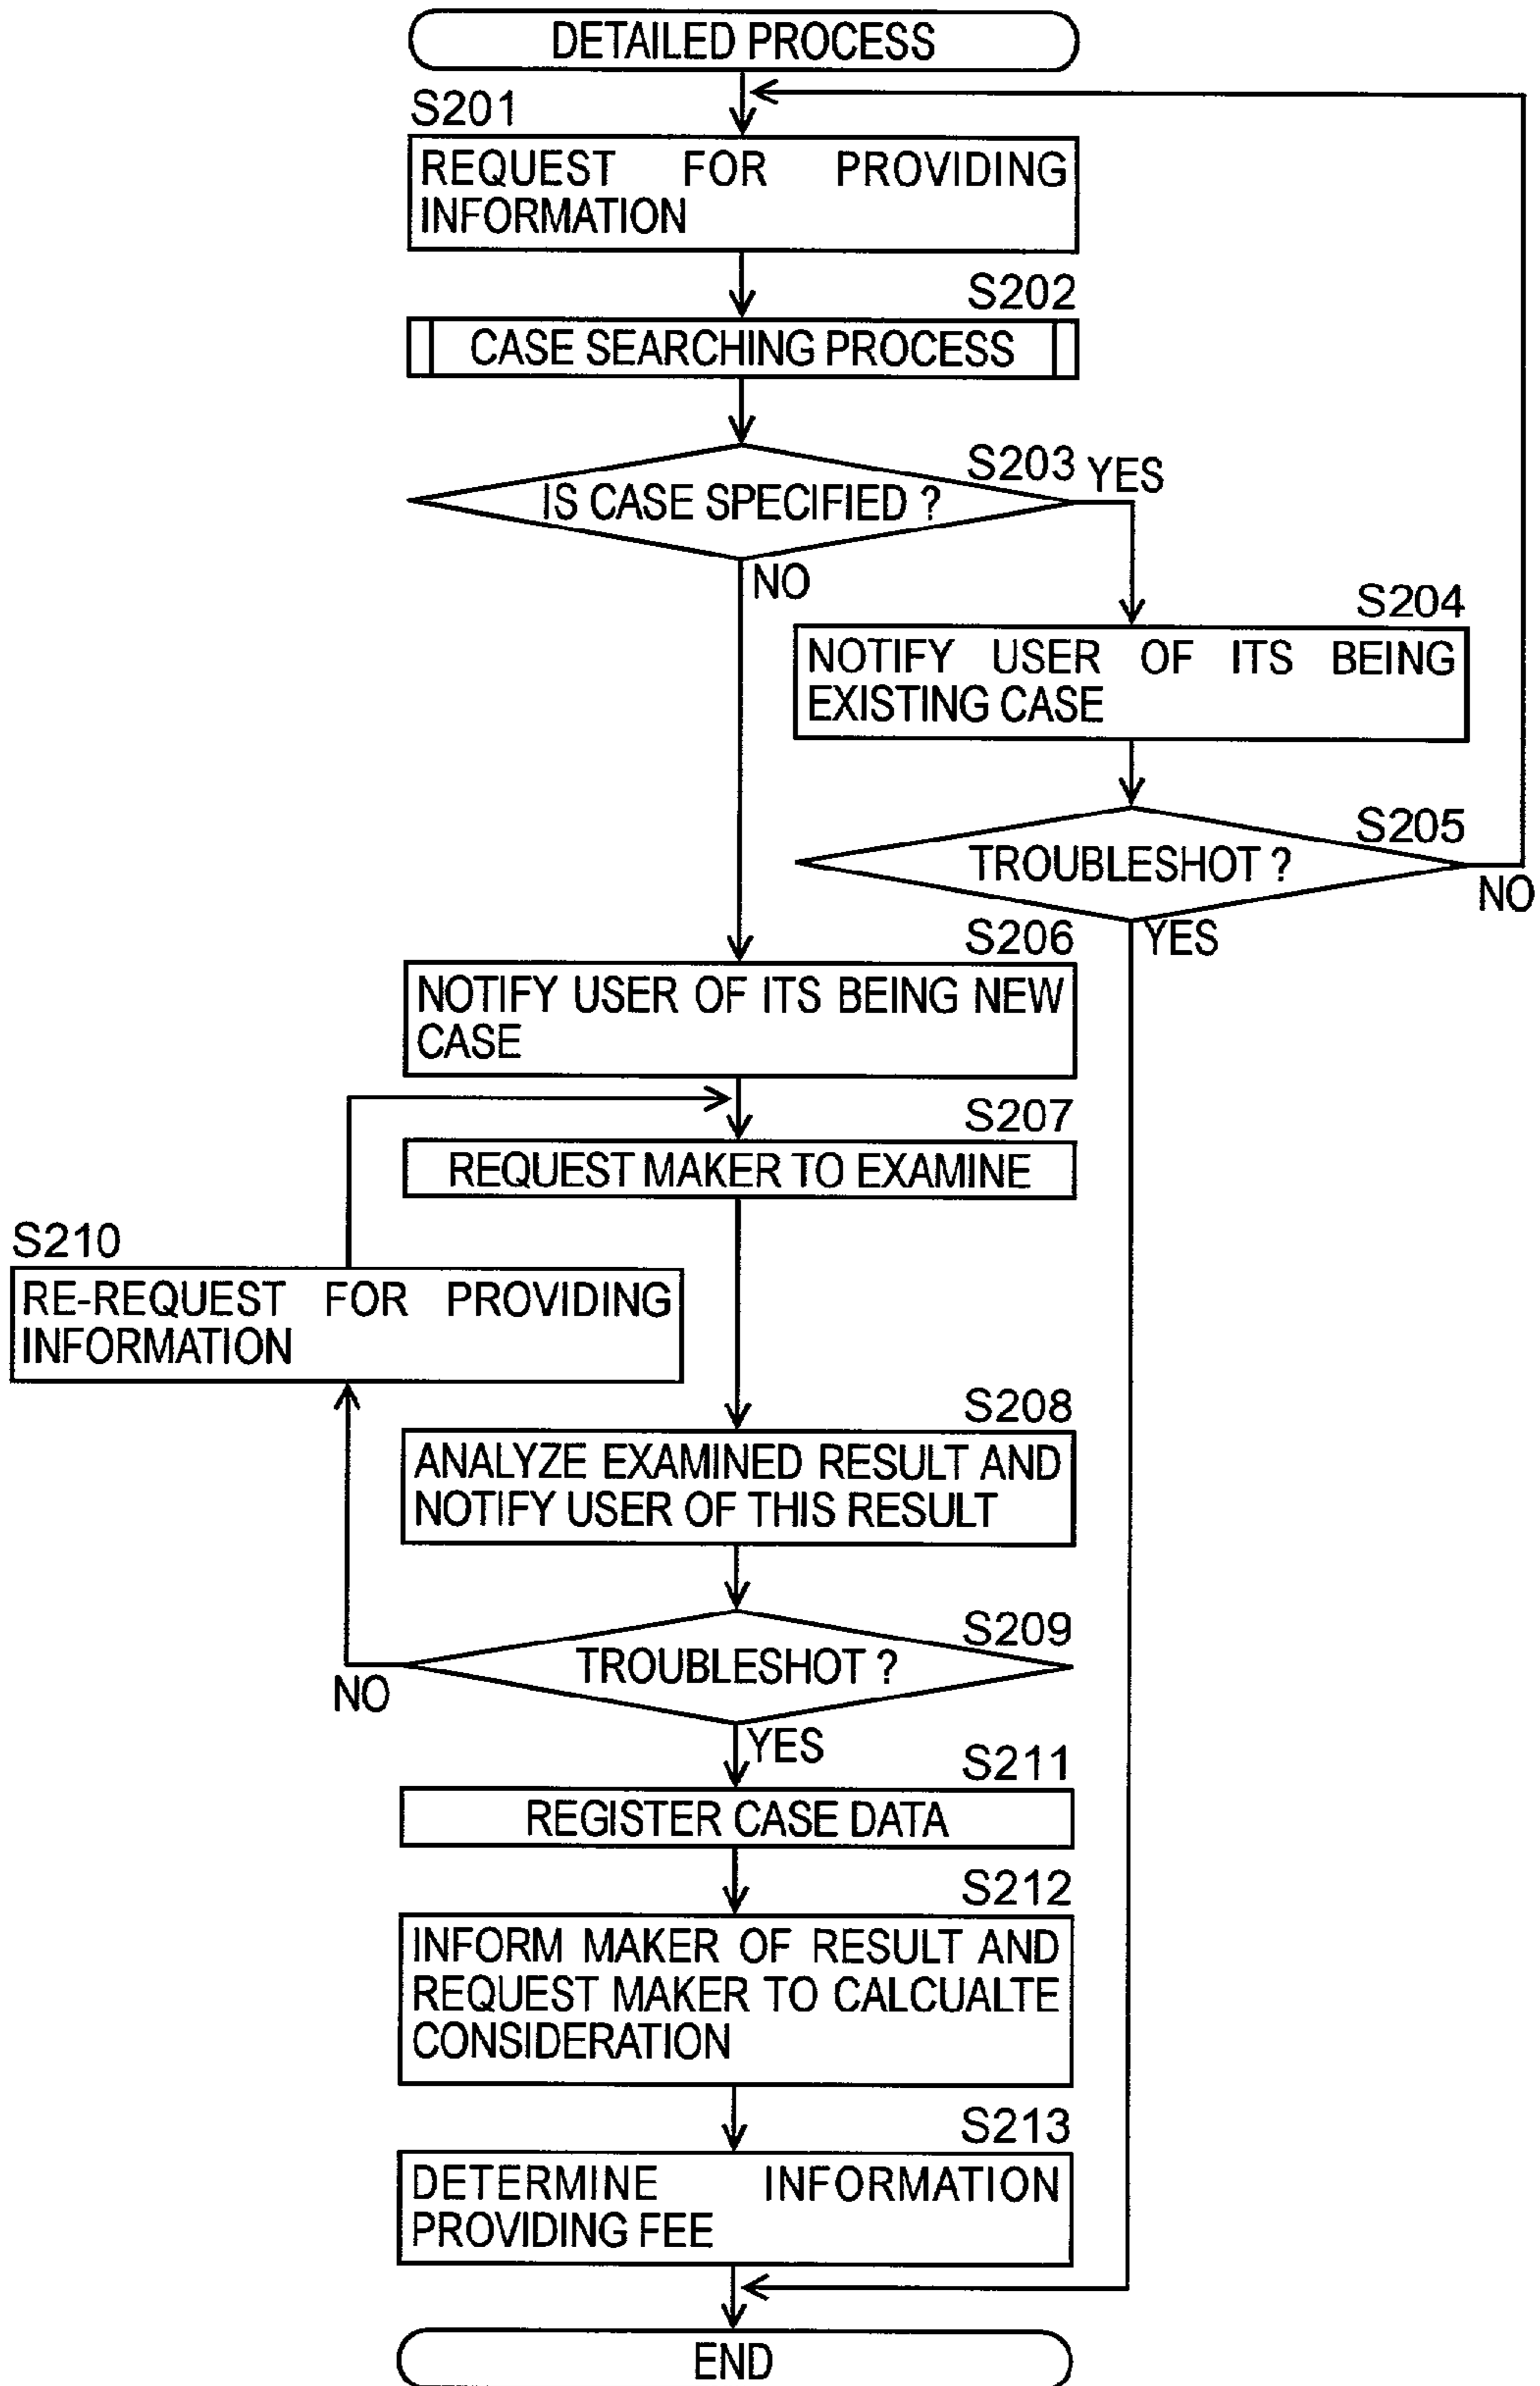 DETAILED PROCESS
S201
REQUEST FOR PROVIDING
INFORMATION
S202
CASE SEARCHING PROCESS
S203
YES
IS CASE SPECIFIED ?
NO
S204
NOTIFY USER OF ITS BEING
EXISTING CASE
S205
TROUBLESHOT ?
NO
YES
S206
NOTIFY USER OF ITS BEING NEW
CASE
S207
REQUEST MAKER TO EXAMINE
S210
RE-REQUEST FOR PROVIDING
INFORMATION
S208
ANALYZE EXAMINED RESULT AND
NOTIFY USER OF THIS RESULT
S209
TROUBLESHOT ?
NO
YES
S211
REGISTER CASE DATA
S212
INFORM MAKER OF RESULT AND
REQUEST MAKER TO CALCUALTE
CONSIDERATION
S213
DETERMINE INFORMATION
PROVIDING FEE
END